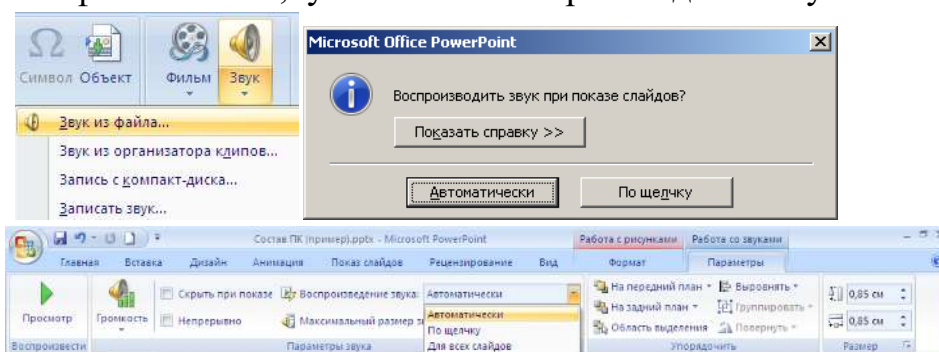 Символ Объект Фильм Звук
Звук из файла...
Звук из организатора клипов...
Запись с компакт-диска...
Записать звук...
Microsoft Office PowerPoint
Воспроизводить звук при показе слайдов?
Показать справку >>
Автоматически По щелчку
Состав ПК (пример).pptx - Microsoft PowerPoint Работа с рисунками Работа со звуками
Главная Вставка Дизайн Анимация Показ слайдов Рецензирование Вид Формат Параметры
Просмотр Громкость Скрыть при показе Воспроизведение звука: Автоматически На передний план Выровнять 0,85 см
Непрерывно Максимальный размер Автоматически На задний план Группировать
По щелчку Область выделения Повернуть 0,85 см
Воспроизвести Параметры звука Для всех слайдов Упорядочить Размер